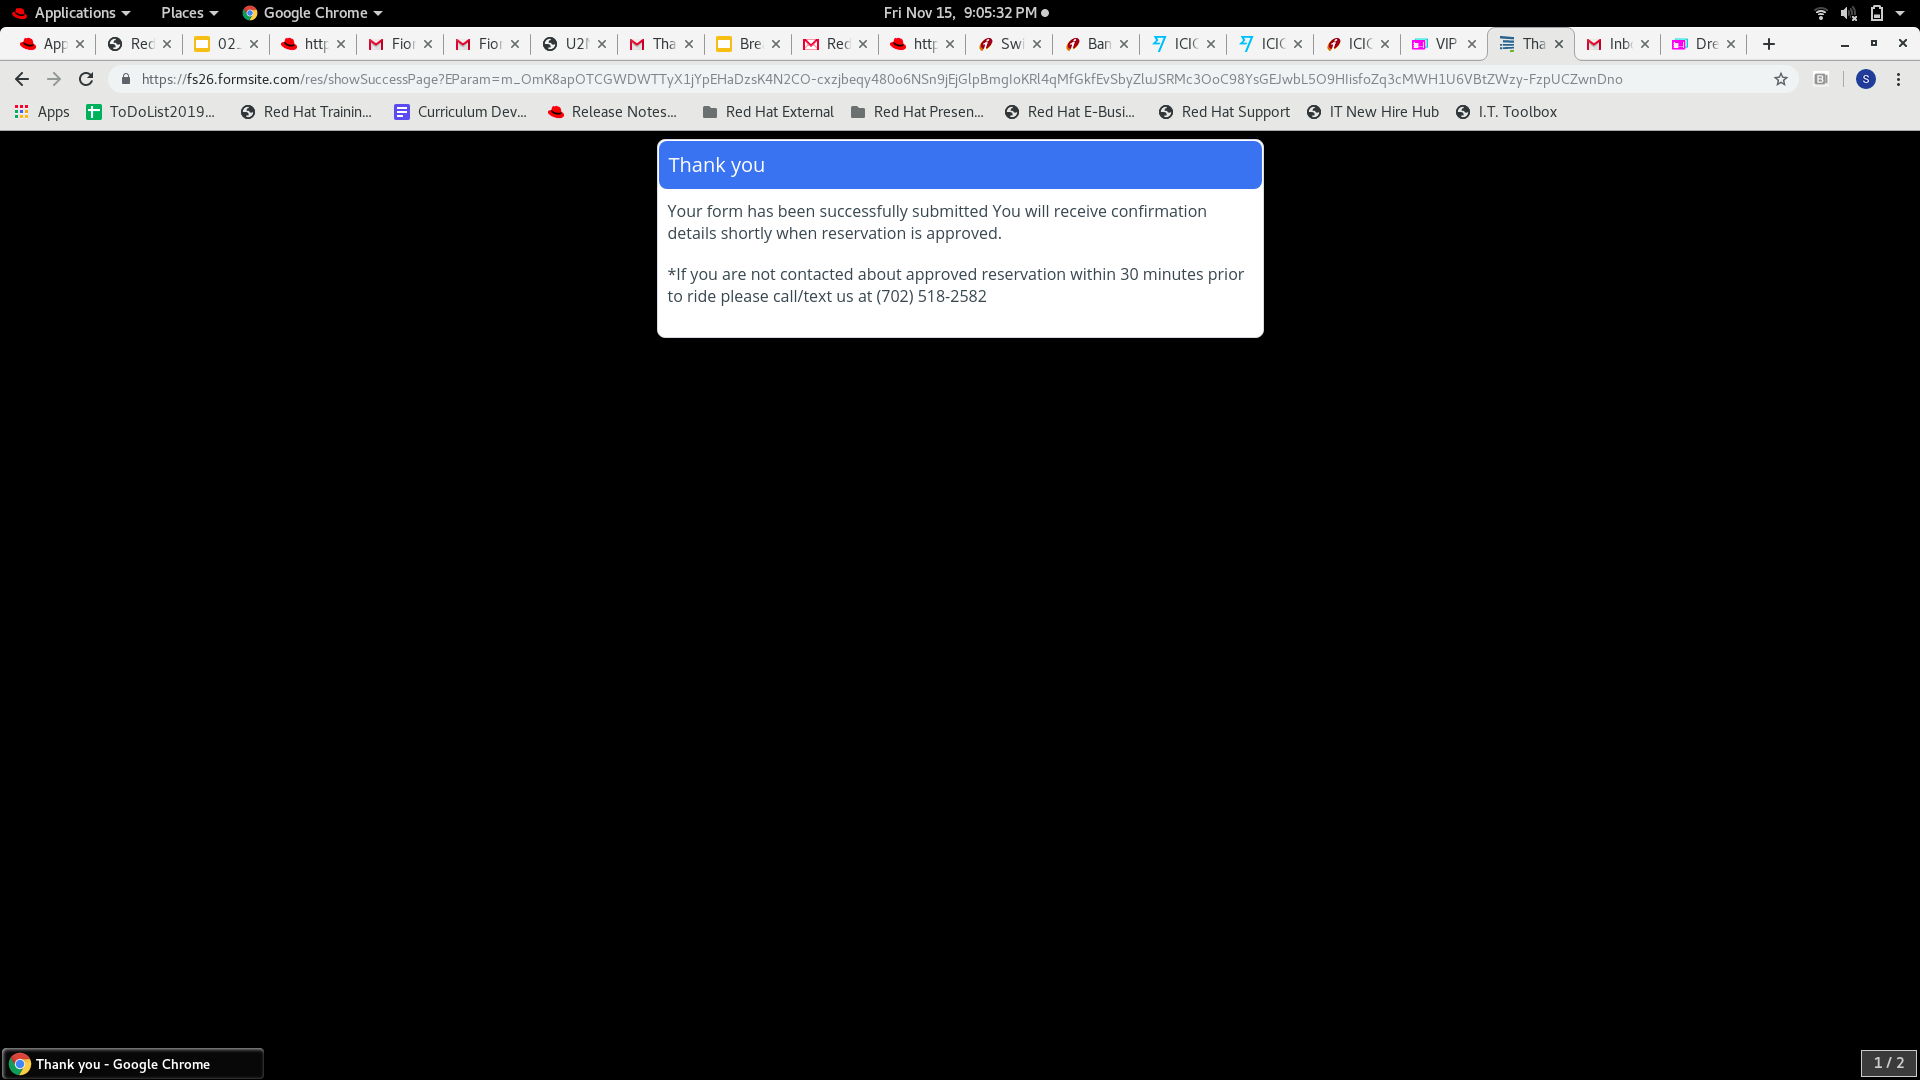 Applications Places Google Chrome Fri Nov 15, 9:05:32 PM
App Red 02_ http Fior Fior U2M Tha Bre Red http Swi Ban ICIC ICIC ICIC VIP Tha Inb Dre
https://fs26.formsite.com/res/showSuccessPage?EParam=m_OmK8apOTCGWDWTTyX1jYpEHaDzsK4N2CO-cxzjbeqy480o6NSn9jEjGlpBmgIoKRl4qMfGkfEvSbyZluJSRMc3OoC98YsGEJwbL5O9HIisfoZq3cMWH1U6VBtZWzy-FzpUCZwnDno S
Apps ToDoList2019... Red Hat Trainin... Curriculum Dev... Release Notes... Red Hat External Red Hat Presen... Red Hat E-Busi... Red Hat Support IT New Hire Hub I.T. Toolbox
Thank you
Your form has been successfully submitted You will receive confirmation
details shortly when reservation is approved.
*If you are not contacted about approved reservation within 30 minutes prior
to ride please call/text us at (702) 518-2582
Thank you - Google Chrome 1 / 2